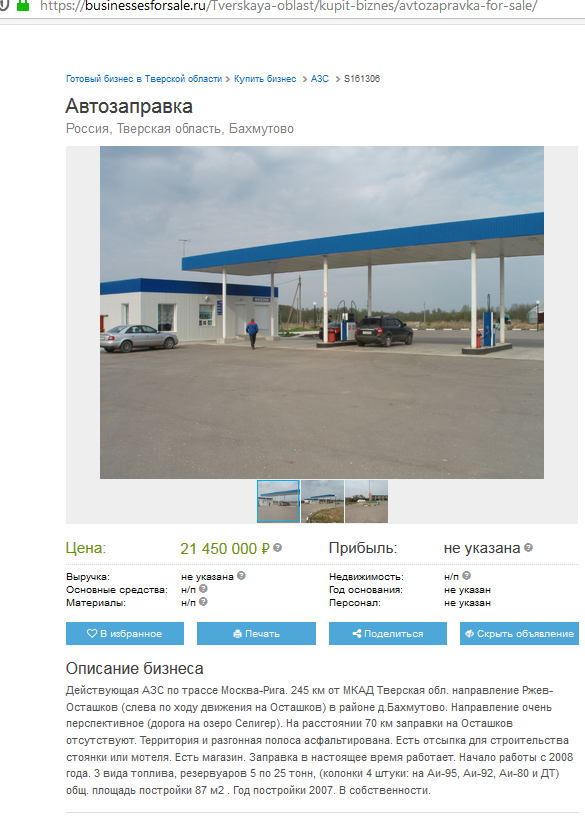 https://businessesforsale.ru/Tverskaya-oblast/kupit-biznes/avtozapravka-for-sale/
Готовый бизнес в Тверской области > Купить бизнес > АЗС > S161306
Автозаправка
Россия, Тверская область, Бахмутово
Цена: 21 450 000 ₽ ? Прибыль: не указана ?
Выручка: не указана ? Недвижимость: н/п ?
Основные средства: н/п ? Год основания: не указан
Материалы: н/п ? Персонал: не указан
В избранное Печать Поделиться Скрыть объявление
Описание бизнеса
Действующая АЗС по трассе Москва-Рига. 245 км от МКАД Тверская обл. направление Ржев-
Осташков (слева по ходу движения на Осташков) в районе д.Бахмутово. Направление очень
перспективное (дорога на озеро Селигер). На расстоянии 70 км заправки на Осташков
отсутствуют. Территория и разгонная полоса асфальтирована. Есть отсыпка для строительства
стоянки или мотеля. Есть магазин. Заправка в настоящее время работает. Начало работы с 2008
года. 3 вида топлива, резервуаров 5 по 25 тонн, (колонки 4 штуки: на Аи-95, Аи-92, Аи-80 и ДТ)
общ. площадь постройки 87 м2 . Год постройки 2007. В собственности.